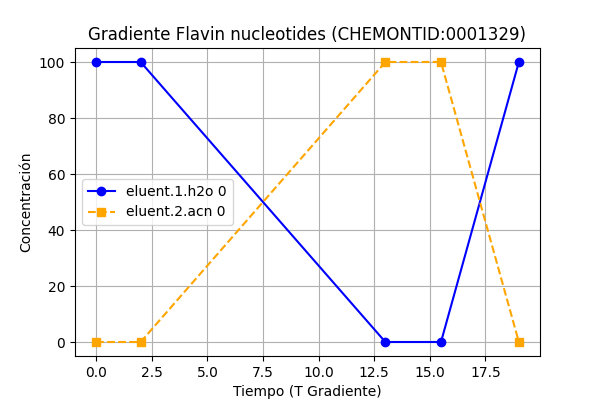 Gradiente Flavin nucleotides (CHEMONTID:0001329)
100
80
60
40
20
0
Concentración
eluent.1.h2o 0
eluent.2.acn 0
0.0 2.5 5.0 7.5 10.0 12.5 15.0 17.5
Tiempo (T Gradiente)